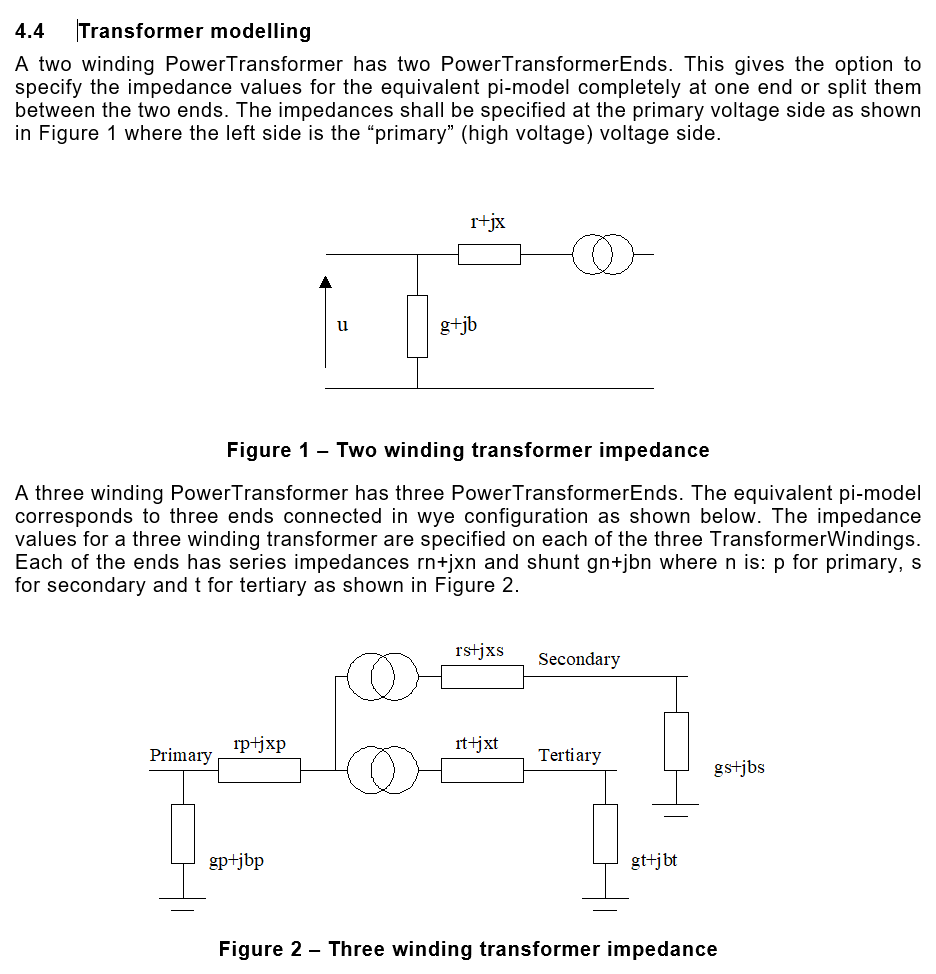 4.4 Transformer modelling
A two winding PowerTransformer has two PowerTransformerEnds. This gives the option to
specify the impedance values for the equivalent pi-model completely at one end or split them
between the two ends. The impedances shall be specified at the primary voltage side as shown
in Figure 1 where the left side is the “primary” (high voltage) voltage side.
r+jx
u
g+jb
Figure 1 – Two winding transformer impedance
A three winding PowerTransformer has three PowerTransformerEnds. The equivalent pi-model
corresponds to three ends connected in wye configuration as shown below. The impedance
values for a three winding transformer are specified on each of the three TransformerWindings.
Each of the ends has series impedances rn+jxn and shunt gn+jbn where n is: p for primary, s
for secondary and t for tertiary as shown in Figure 2.
rs+jxs
Secondary
Primary
rp+jxp
rt+jxt
Tertiary
gs+jbs
gp+jbp
gt+jbt
Figure 2 – Three winding transformer impedance